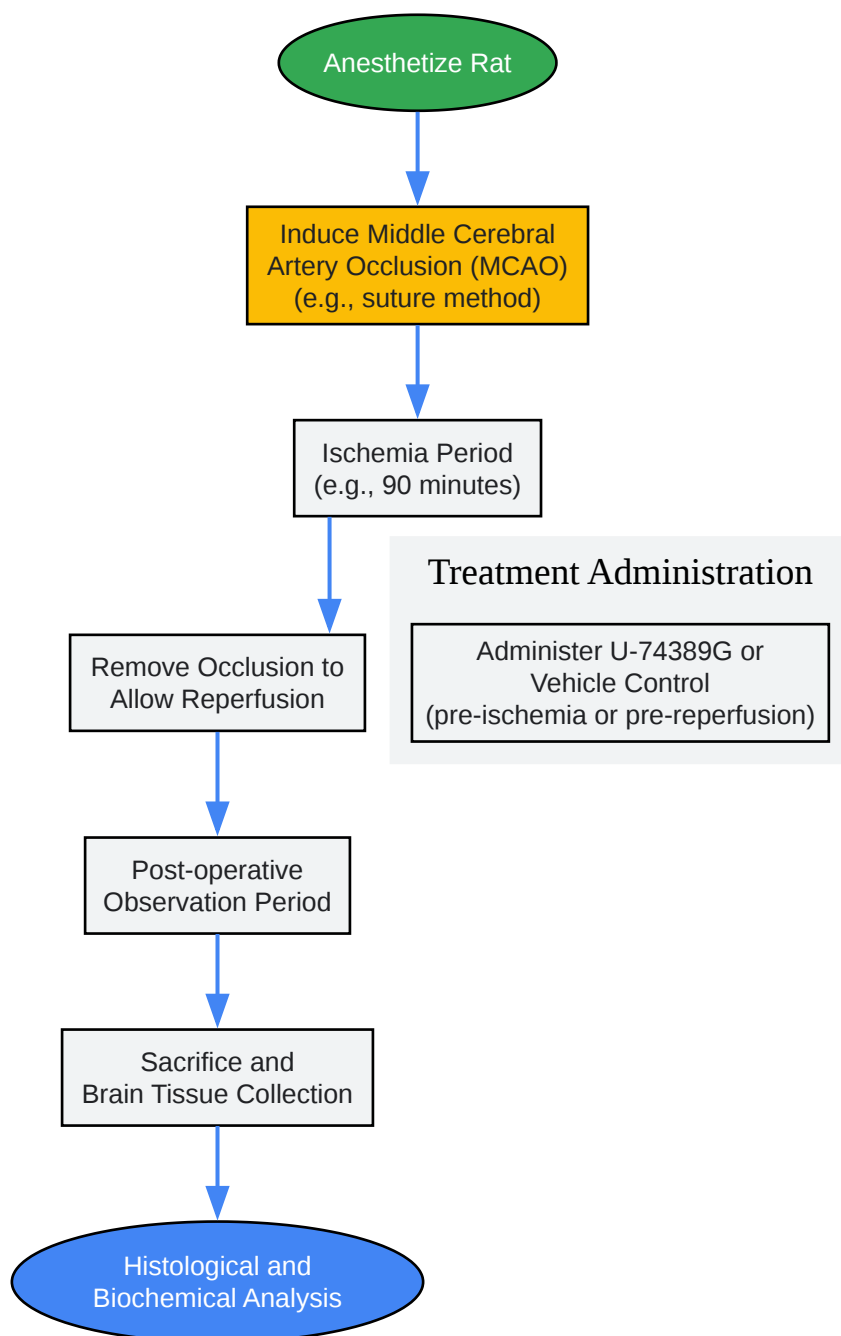 Anesthetize Rat
Induce Middle Cerebral
Artery Occlusion (MCAO)
(e.g., suture method)
Ischemia Period
(e.g., 90 minutes)
Treatment Administration
Administer U-74389G or
Vehicle Control
(pre-ischemia or pre-reperfusion)
Remove Occlusion to
Allow Reperfusion
Post-operative
Observation Period
Sacrifice and
Brain Tissue Collection
Histological and
Biochemical Analysis